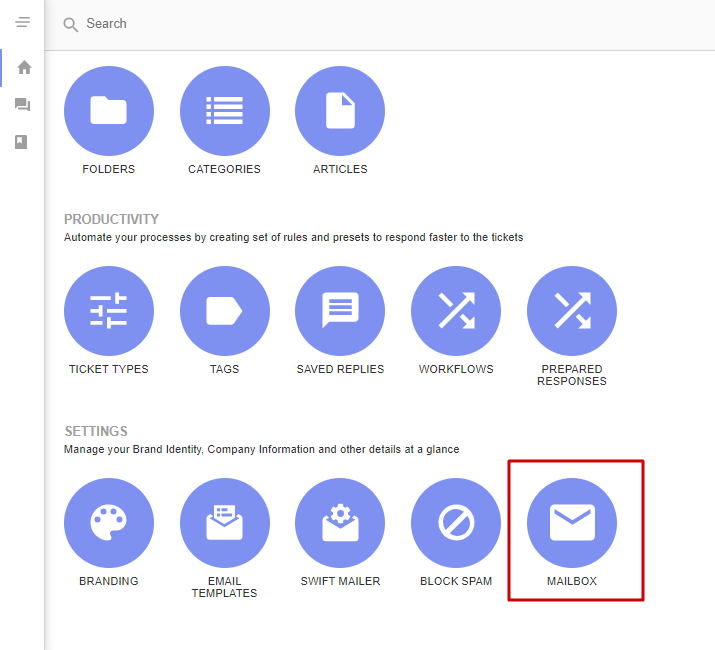 Search
FOLDERS
CATEGORIES
ARTICLES
PRODUCTIVITY
Automate your processes by creating set of rules and presets to respond faster to the tickets
TICKET TYPES
TAGS
SAVED REPLIES
WORKFLOWS
PREPARED
RESPONSES
SETTINGS
Manage your Brand Identity, Company Information and other details at a glance
BRANDING
EMAIL
TEMPLATES
SWIFT MAILER
BLOCK SPAM
MAILBOX